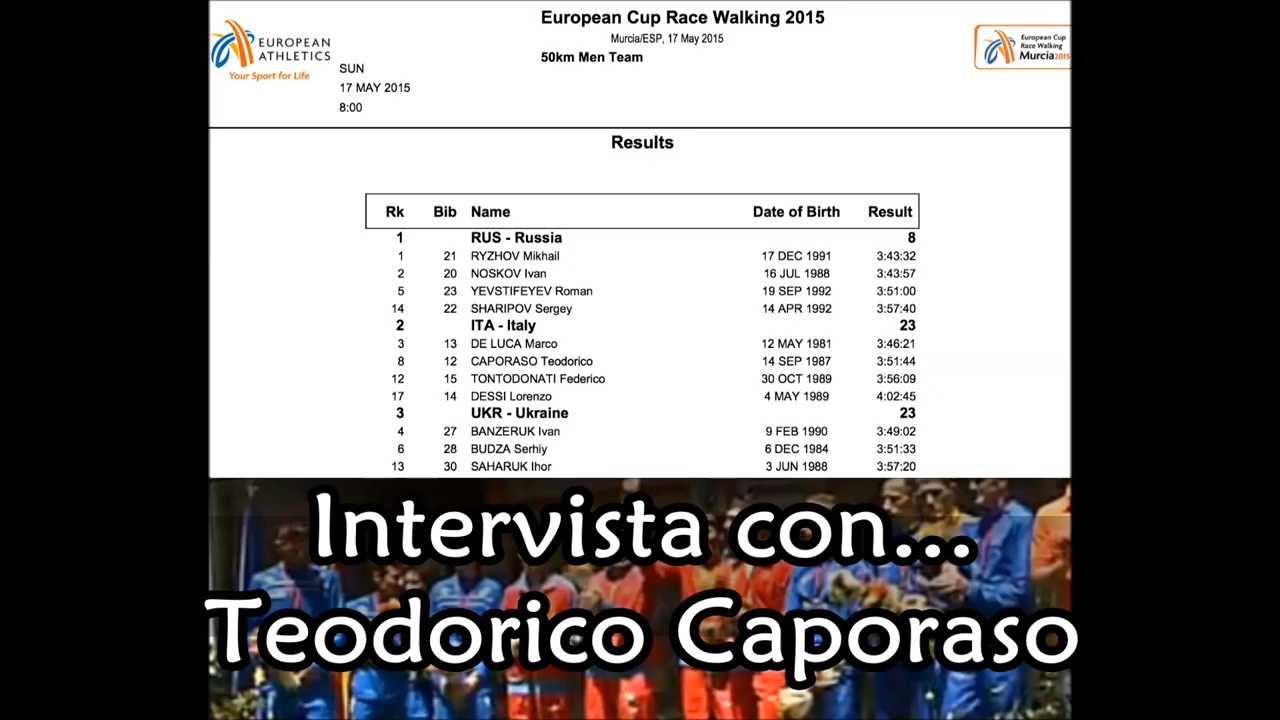 European Cup Race Walking 2015
Murcia/ESP, 17 May 2015
50km Men Team
EUROPEAN
ATHLETICS
Your Sport for Life
European Cup
Race Walking
Murcia2015
SUN
17 MAY 2015
8:00
Results
Rk Bib Name Date of Birth Result
1 RUS - Russia 8
1 21 RYZHOV Mikhail 17 DEC 1991 3:43:32
2 20 NOSKOV Ivan 16 JUL 1988 3:43:57
5 23 YEVSTIFEYEV Roman 19 SEP 1992 3:51:00
14 22 SHARIPOV Sergey 14 APR 1992 3:57:40
2 ITA - Italy 23
3 13 DE LUCA Marco 12 MAY 1981 3:46:21
8 12 CAPORASO Teodorico 14 SEP 1987 3:51:44
12 15 TONTODONATI Federico 30 OCT 1989 3:56:09
17 14 DESSI Lorenzo 4 MAY 1989 4:02:45
3 UKR - Ukraine 23
4 27 BANZERUK Ivan 9 FEB 1990 3:49:02
6 28 BUDZA Serhiy 6 DEC 1984 3:51:33
13 30 SAHARUK Ihor 3 JUN 1988 3:57:20
Intervista con...
Teodorico Caporaso